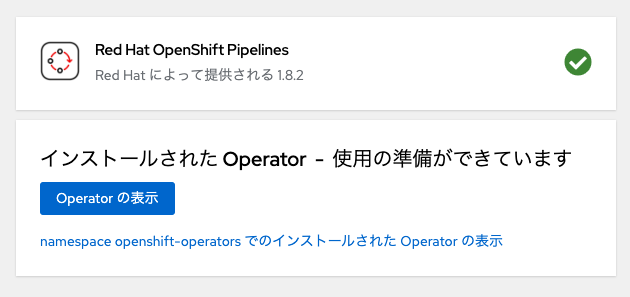 Red Hat OpenShift Pipelines
Red Hat によって提供される 1.8.2
インストールされた Operator - 使用の準備ができています
Operator の表示
namespace openshift-operators でのインストールされた Operator の表示